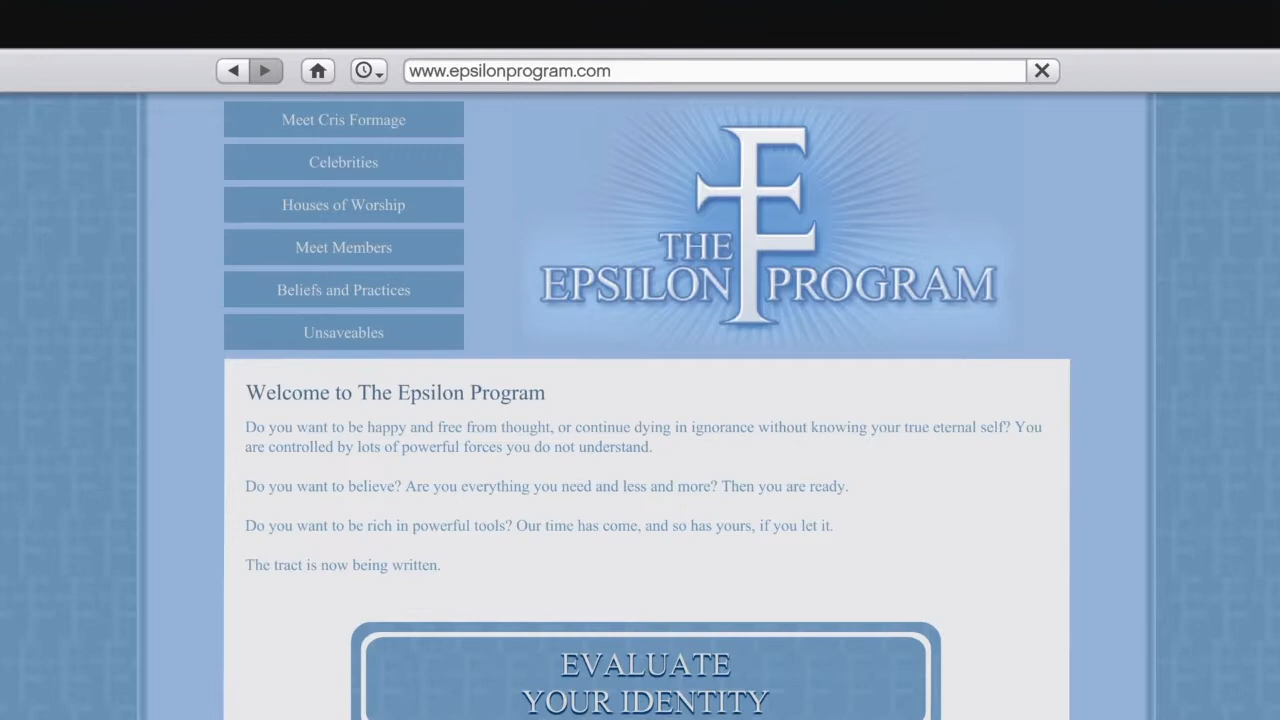 www.epsilonprogram.com
Meet Cris Formage
Celebrities
Houses of Worship
Meet Members
Beliefs and Practices
Unsaveables
THE
EPSILON PROGRAM
Welcome to The Epsilon Program
Do you want to be happy and free from thought, or continue dying in ignorance without knowing your true eternal self? You
are controlled by lots of powerful forces you do not understand.
Do you want to believe? Are you everything you need and less and more? Then you are ready.
Do you want to be rich in powerful tools? Our time has come, and so has yours, if you let it.
The tract is now being written.
EVALUATE
YOUR IDENTITY